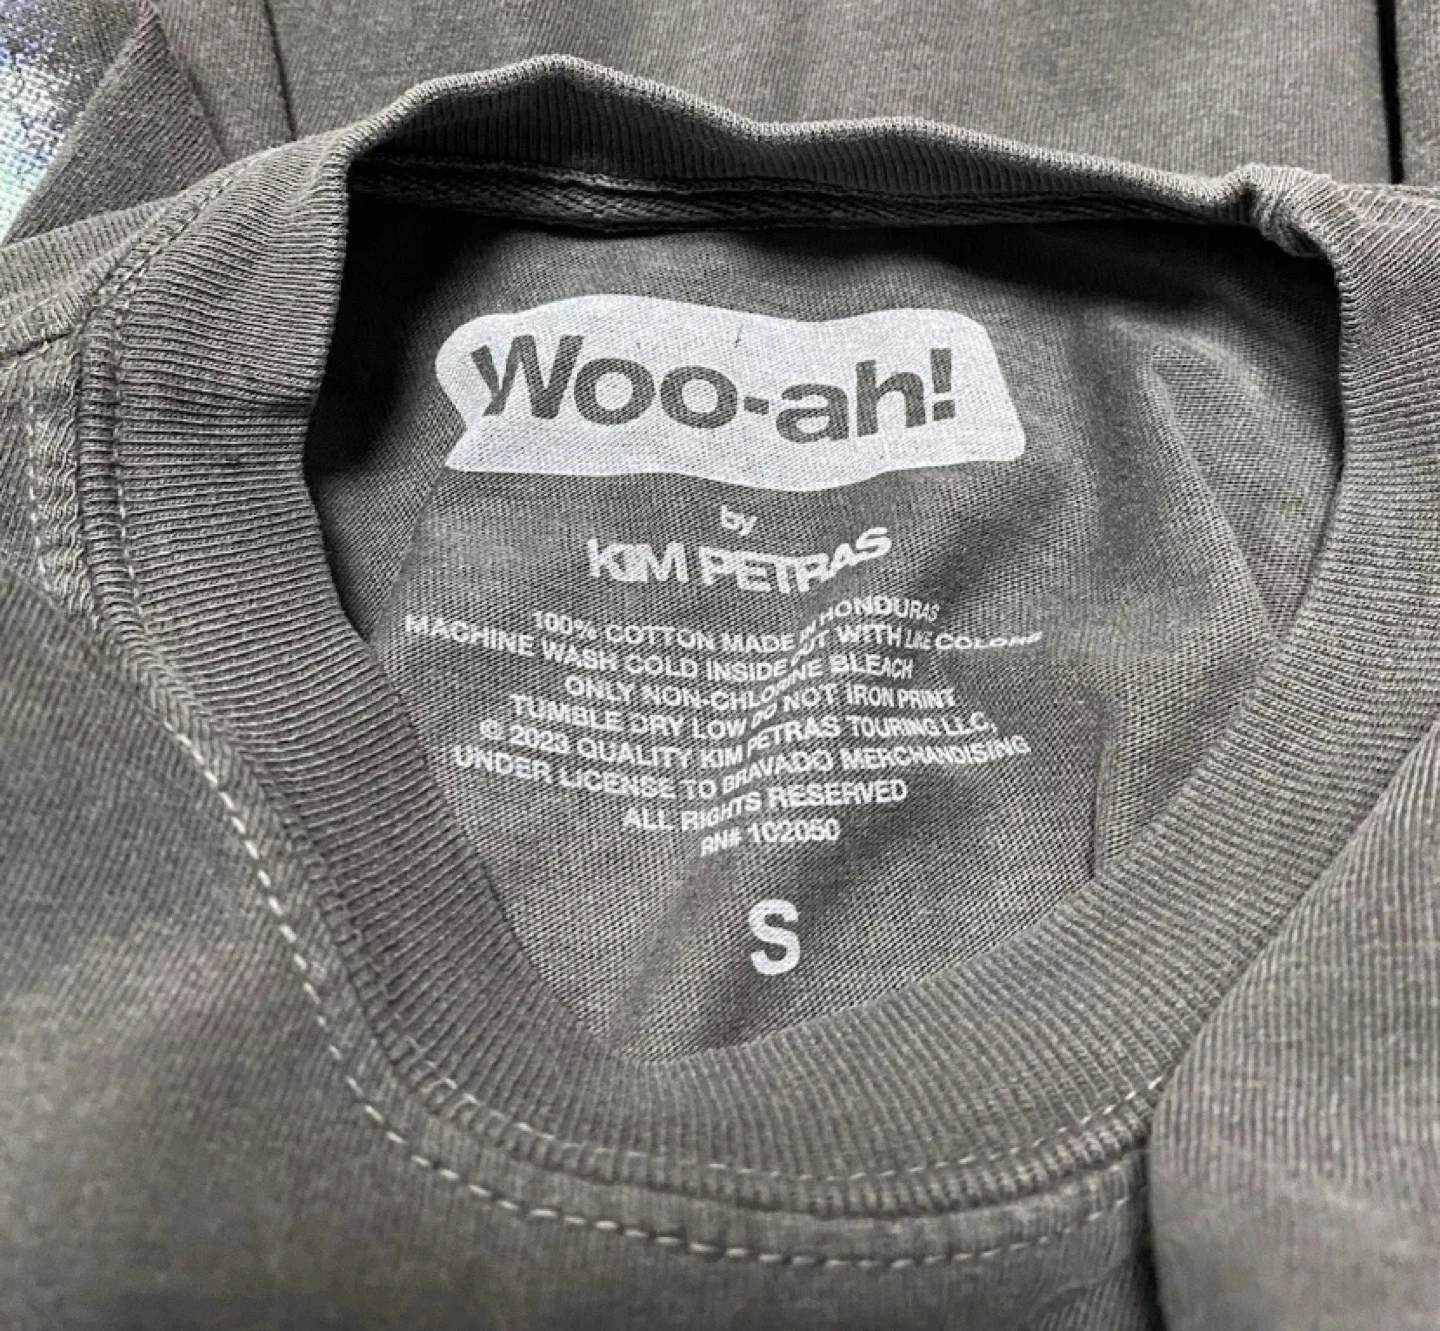 Woo-ah!
by
KIM PETRAS
100% COTTON MADE IN HONDURAS
MACHINE WASH COLD INSIDE OUT WITH LIKE COLORS
ONLY NON-CHLORINE BLEACH
TUMBLE DRY LOW DO NOT IRON PRINT
© 2023 QUALITY KIM PETRAS TOURING LLC,
UNDER LICENSE TO BRAVADO MERCHANDISING
ALL RIGHTS RESERVED
RN# 102050
S